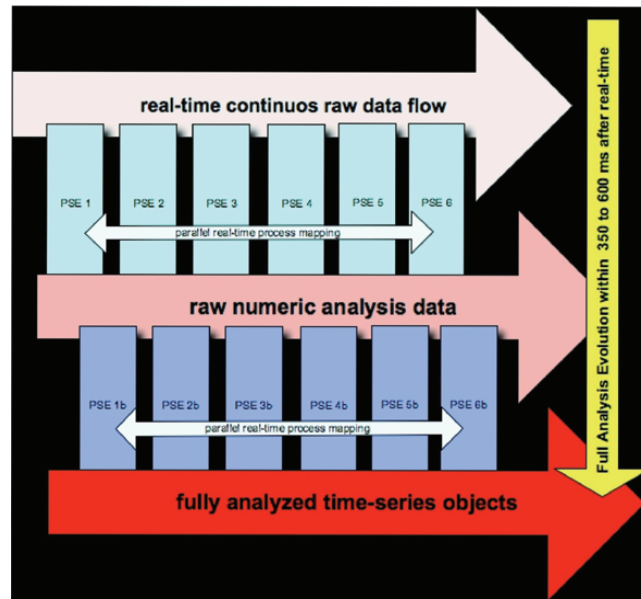 real-time continuos raw data flow
PSE 1 PSE 2 PSE 3 PSE 4 PSE 5 PSE 6
parallel real-time process mapping
raw numeric analysis data
PSE 1b PSE 2b PSE 3b PSE 4b PSE 5b PSE 6b
parallel real-time process mapping
fully analyzed time-series objects
Full Analysis Evolution within 350 to 600 ms after real-time